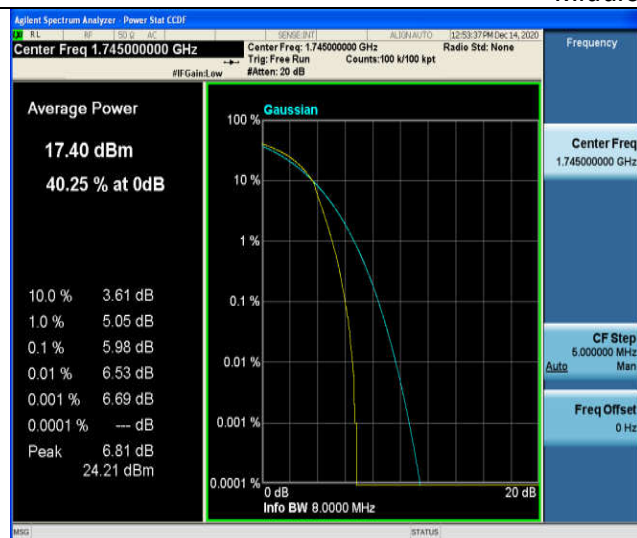 Agilent Spectrum Analyzer - Power Stat CCDF
RL RF 50 Ω AC SENSE:INT ALIGN AUTO 12:53:37 PM Dec 14, 2020
Center Freq 1.745000000 GHz
Center Freq: 1.745000000 GHz Radio Std: None
Trig: Free Run Counts:100 k/100 kpt
#IFGain:Low #Atten: 20 dB
Frequency
Average Power
17.40 dBm
40.25 % at 0dB
10.0 % 3.61 dB
1.0 % 5.05 dB
0.1 % 5.98 dB
0.01 % 6.53 dB
0.001 % 6.69 dB
0.0001 % --- dB
Peak 6.81 dB
24.21 dBm
Gaussian
100 %
10 %
1 %
0.1 %
0.01 %
0.001 %
0.0001 %
0 dB 20 dB
Info BW 8.0000 MHz
Center Freq
1.745000000 GHz
CF Step
5.000000 MHz
Auto Man
Freq Offset
0 Hz
MSG STATUS